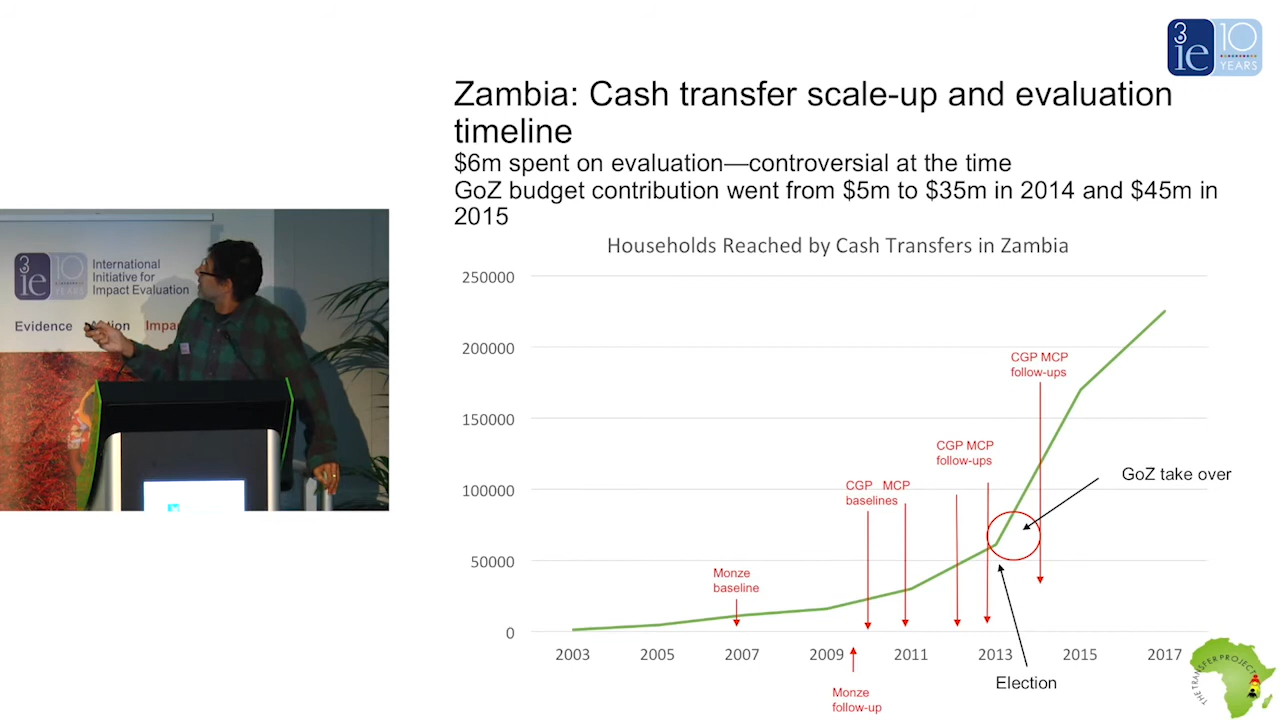 3ie 10 YEARS
Zambia: Cash transfer scale-up and evaluation
timeline
$6m spent on evaluation—controversial at the time
GoZ budget contribution went from $5m to $35m in 2014 and $45m in
2015
Households Reached by Cash Transfers in Zambia
250000
200000
150000
100000
50000
0
2003 2005 2007 2009 2011 2013 2015 2017
Monze
baseline
Monze
follow-up
CGP MCP
baselines
CGP MCP
follow-ups
CGP MCP
follow-ups
GoZ take over
Election
THE TRANSFER PROJECT
3ie 10 YEARS
International
Initiative for
Impact Evaluation
Evidence